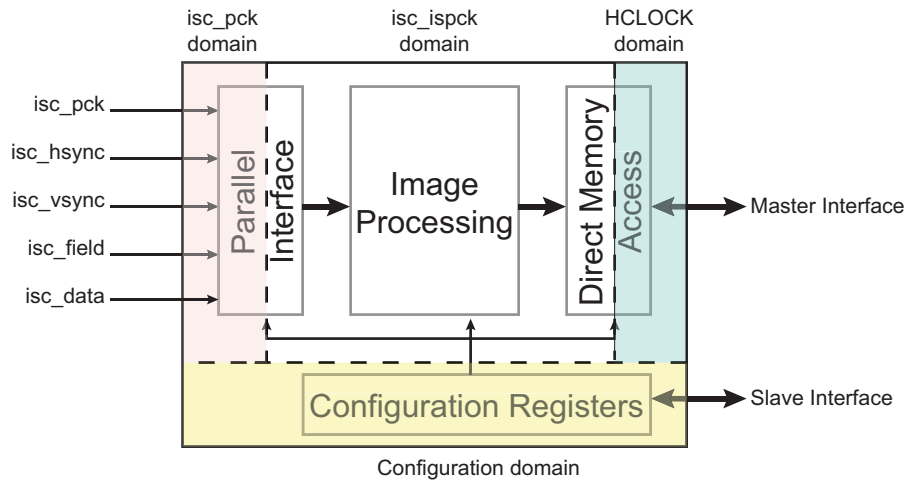 isc_pck
domain
isc_ispck
domain
HCLOCK
domain
isc_pck
isc_hsync
isc_vsync
isc_field
isc_data
Parallel
Interface
Image
Processing
Direct Memory
Access
Master Interface
Configuration Registers
Slave Interface
Configuration domain